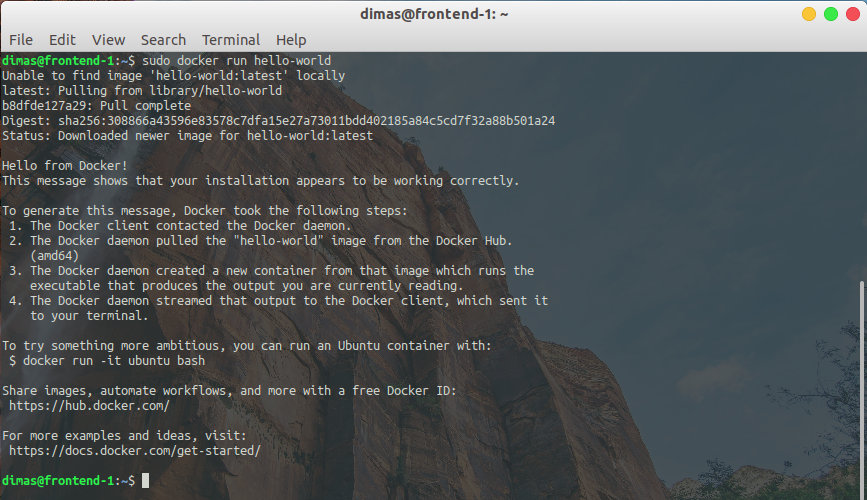 dimas@frontend-1: ~
File Edit View Search Terminal Help
dimas@frontend-1:~$ sudo docker run hello-world
Unable to find image 'hello-world:latest' locally
latest: Pulling from library/hello-world
b8dfde127a29: Pull complete
Digest: sha256:308866a43596e83578c7dfa15e27a73011bdd402185a84c5cd7f32a88b501a24
Status: Downloaded newer image for hello-world:latest

Hello from Docker!
This message shows that your installation appears to be working correctly.

To generate this message, Docker took the following steps:
 1. The Docker client contacted the Docker daemon.
 2. The Docker daemon pulled the "hello-world" image from the Docker Hub.
    (amd64)
 3. The Docker daemon created a new container from that image which runs the
    executable that produces the output you are currently reading.
 4. The Docker daemon streamed that output to the Docker client, which sent it
    to your terminal.

To try something more ambitious, you can run an Ubuntu container with:
 $ docker run -it ubuntu bash

Share images, automate workflows, and more with a free Docker ID:
 https://hub.docker.com/

For more examples and ideas, visit:
 https://docs.docker.com/get-started/

dimas@frontend-1:~$